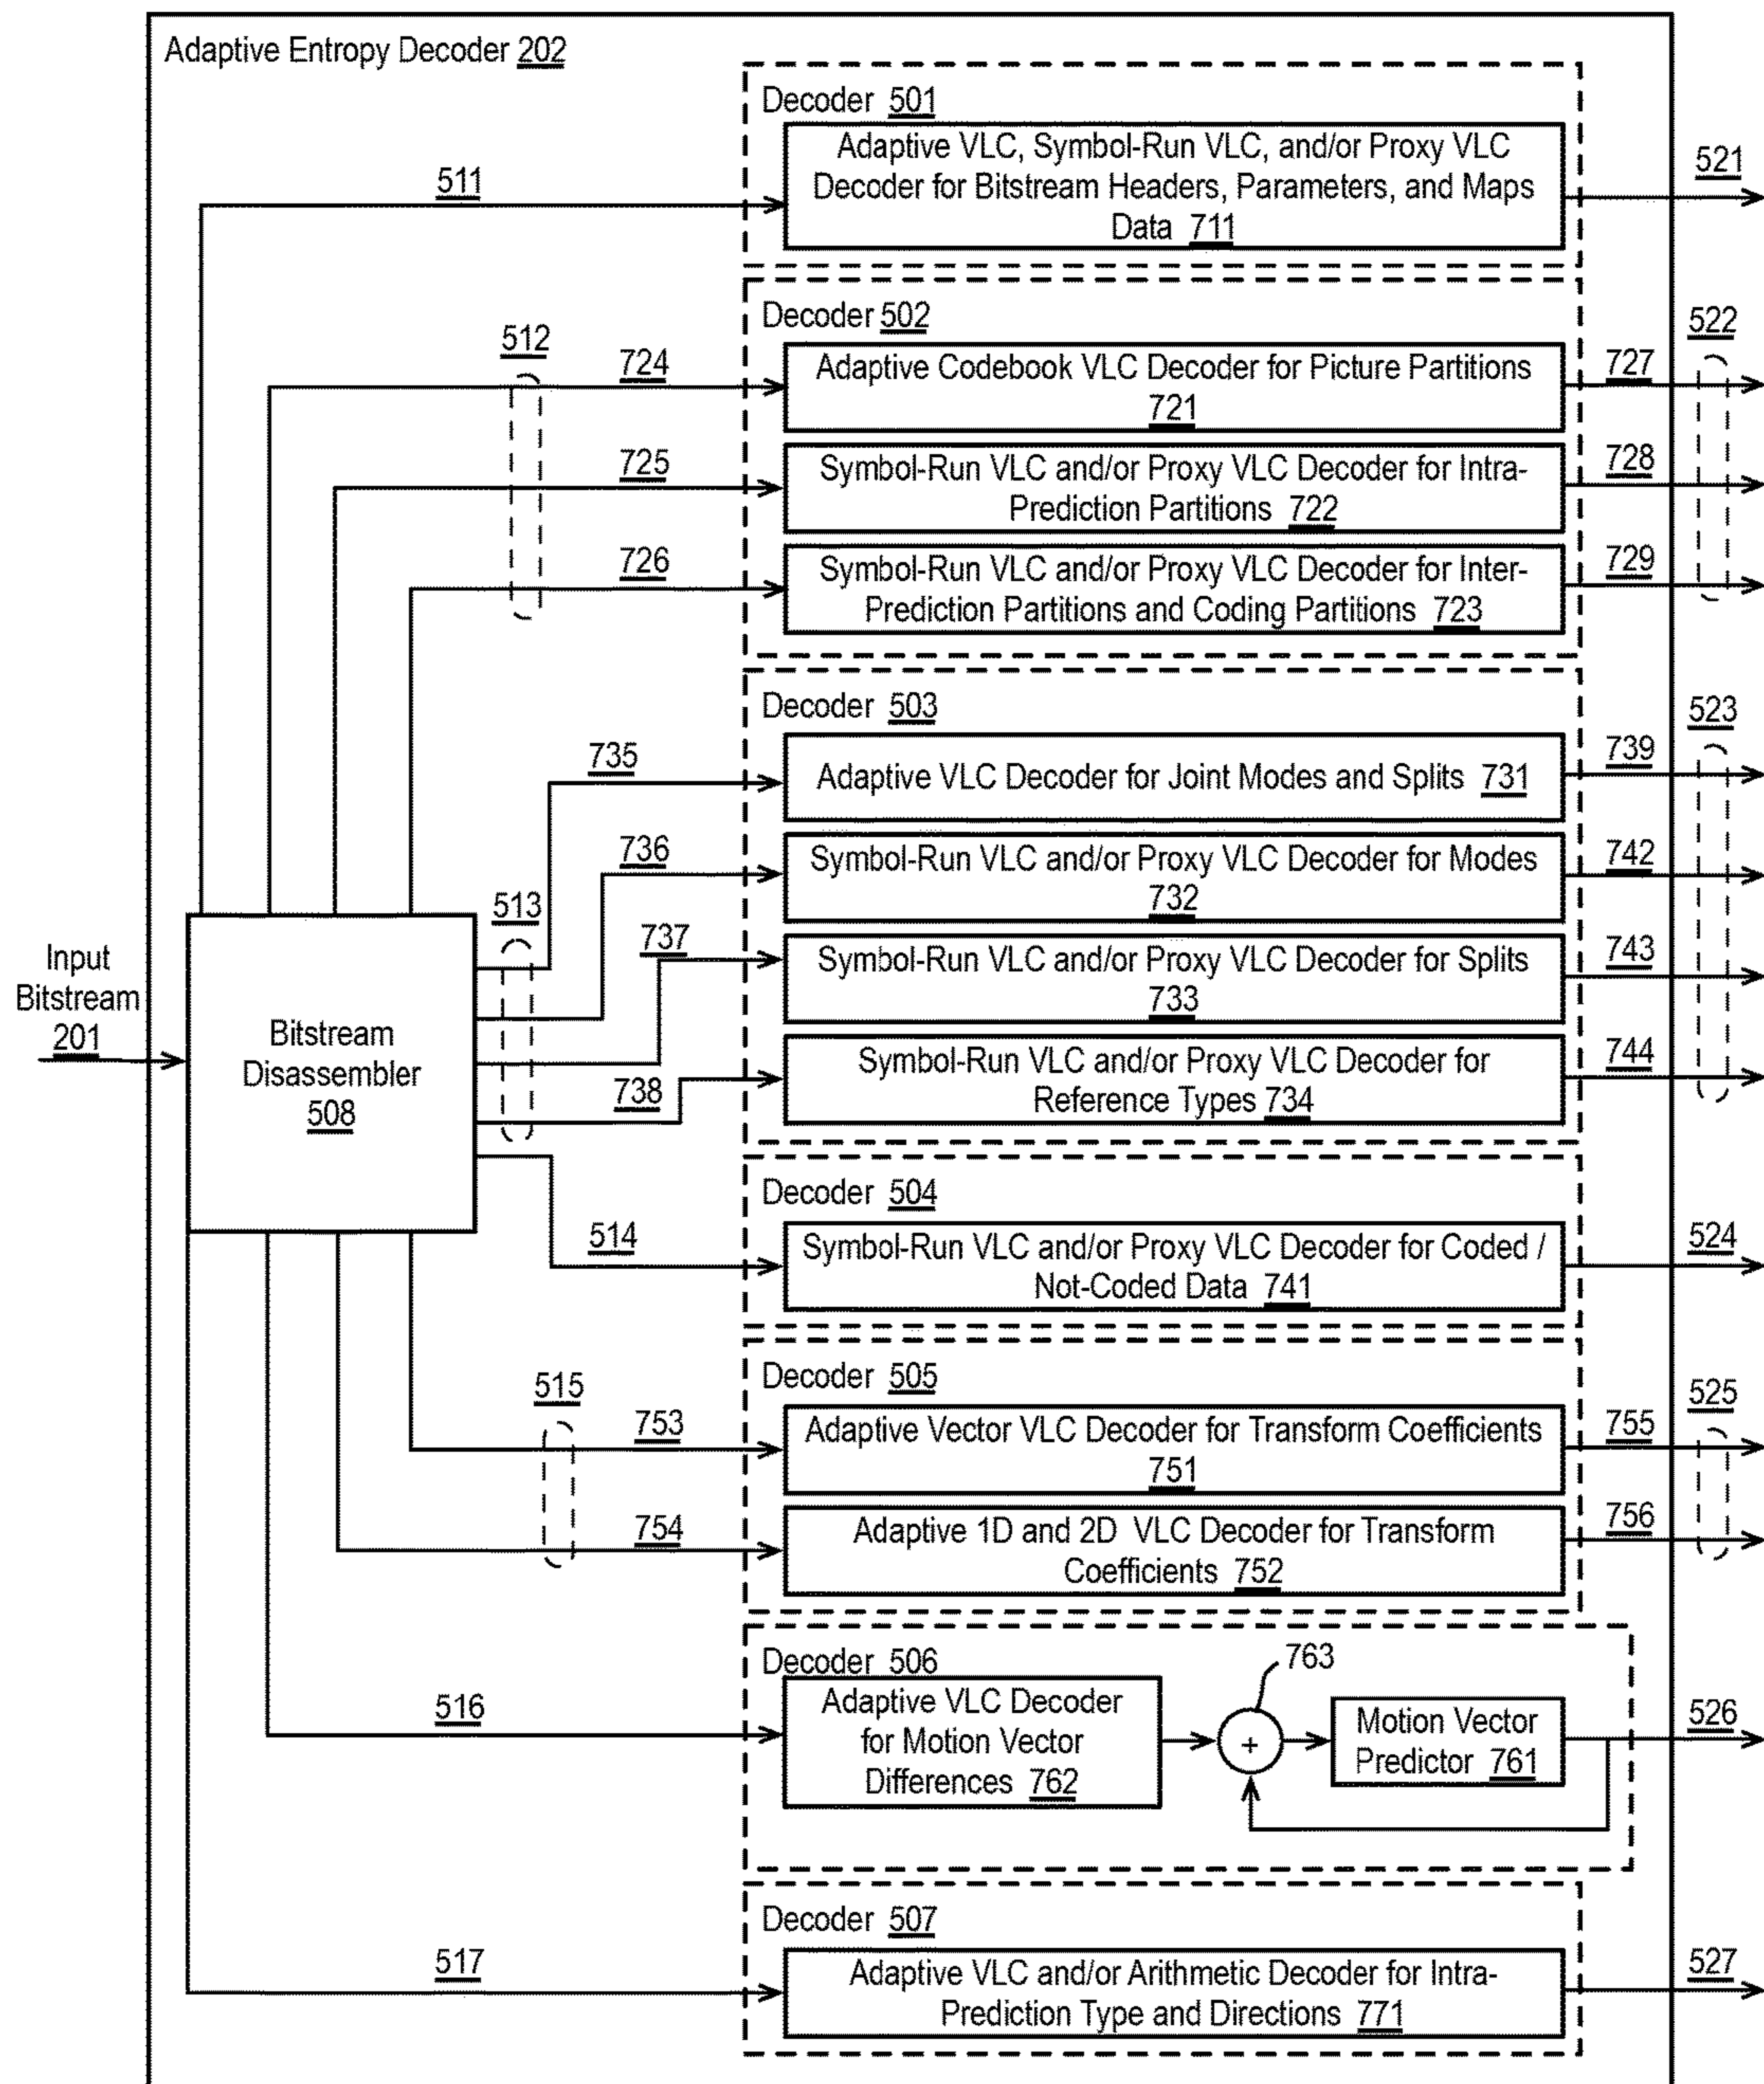 Adaptive Entropy Decoder 202
Decoder 501
Adaptive VLC, Symbol-Run VLC, and/or Proxy VLC
Decoder for Bitstream Headers, Parameters, and Maps
Data 711
511
521
Decoder 502
512
724
Adaptive Codebook VLC Decoder for Picture Partitions
721
727
522
725
Symbol-Run VLC and/or Proxy VLC Decoder for Intra-
Prediction Partitions 722
728
726
Symbol-Run VLC and/or Proxy VLC Decoder for Inter-
Prediction Partitions and Coding Partitions 723
729
Decoder 503
523
735
Adaptive VLC Decoder for Joint Modes and Splits 731
739
736
Symbol-Run VLC and/or Proxy VLC Decoder for Modes
732
742
513
737
Symbol-Run VLC and/or Proxy VLC Decoder for Splits
733
743
Input
Bitstream
201
Bitstream
Disassembler
508
738
Symbol-Run VLC and/or Proxy VLC Decoder for
Reference Types 734
744
Decoder 504
514
Symbol-Run VLC and/or Proxy VLC Decoder for Coded /
Not-Coded Data 741
524
Decoder 505
515
753
Adaptive Vector VLC Decoder for Transform Coefficients
751
755
525
754
Adaptive 1D and 2D VLC Decoder for Transform
Coefficients 752
756
Decoder 506
763
516
Adaptive VLC Decoder
for Motion Vector
Differences 762
+
Motion Vector
Predictor 761
526
Decoder 507
517
Adaptive VLC and/or Arithmetic Decoder for Intra-
Prediction Type and Directions 771
527